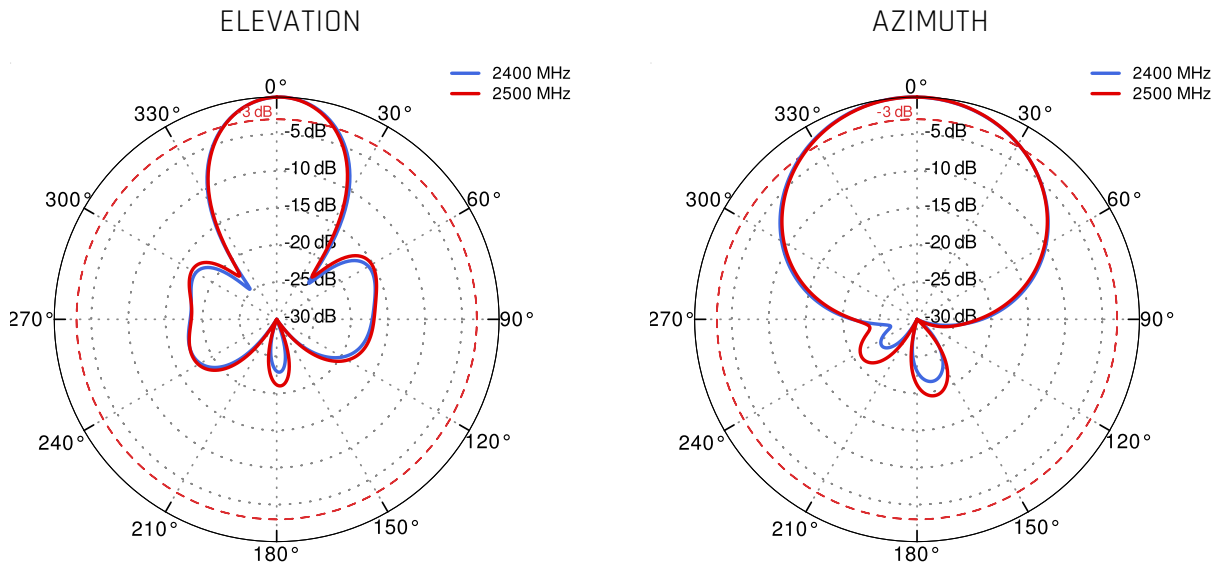 ELEVATION
2400 MHz
2500 MHz
0°
3 dB
-5 dB
-10 dB
-15 dB
-20 dB
-25 dB
-30 dB
30°
60°
90°
120°
150°
180°
210°
240°
270°
300°
330°
AZIMUTH
2400 MHz
2500 MHz
0°
-3 dB
-5 dB
-10 dB
-15 dB
-20 dB
-25 dB
-30 dB
30°
60°
90°
120°
150°
180°
210°
240°
270°
300°
330°